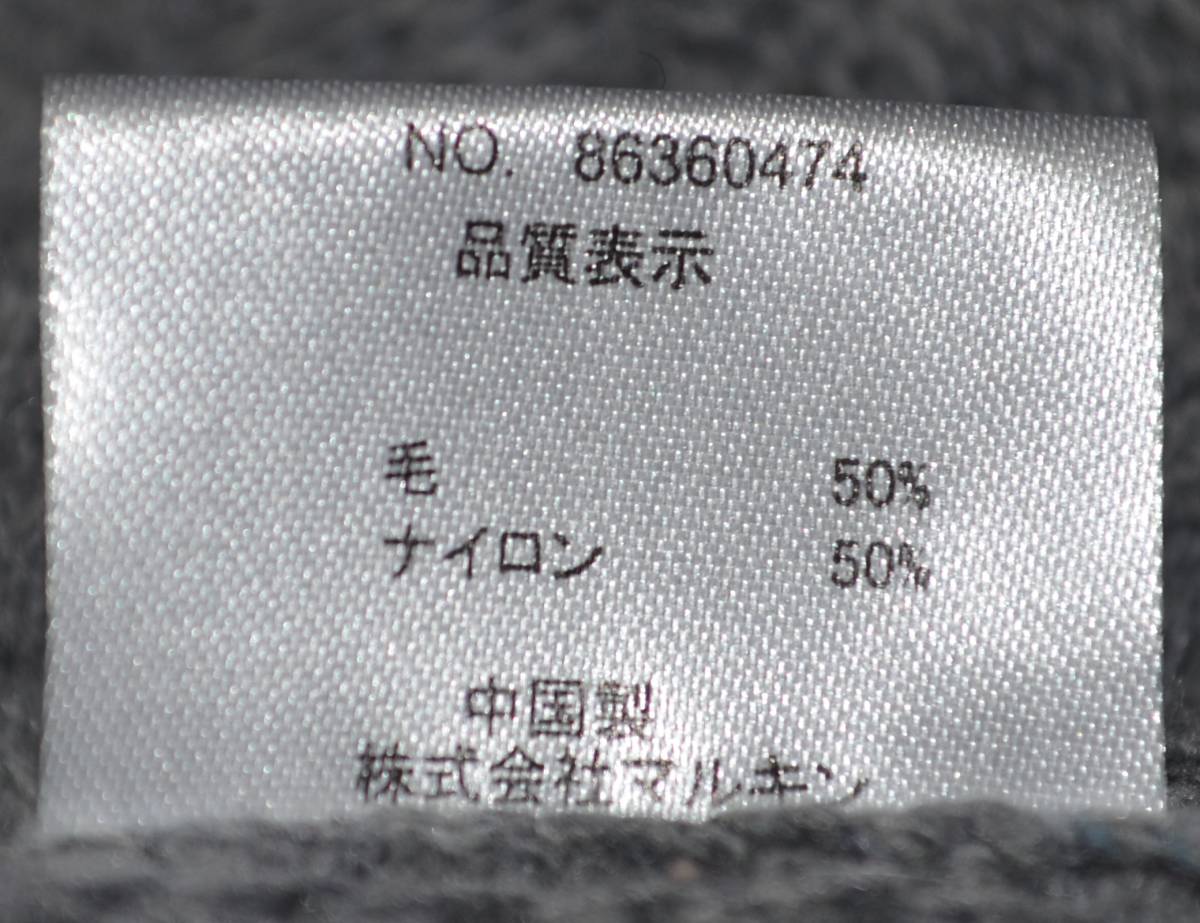 NO. 86360474
品質表示
毛 50%
ナイロン 50%
中国製
株式会社マルキン